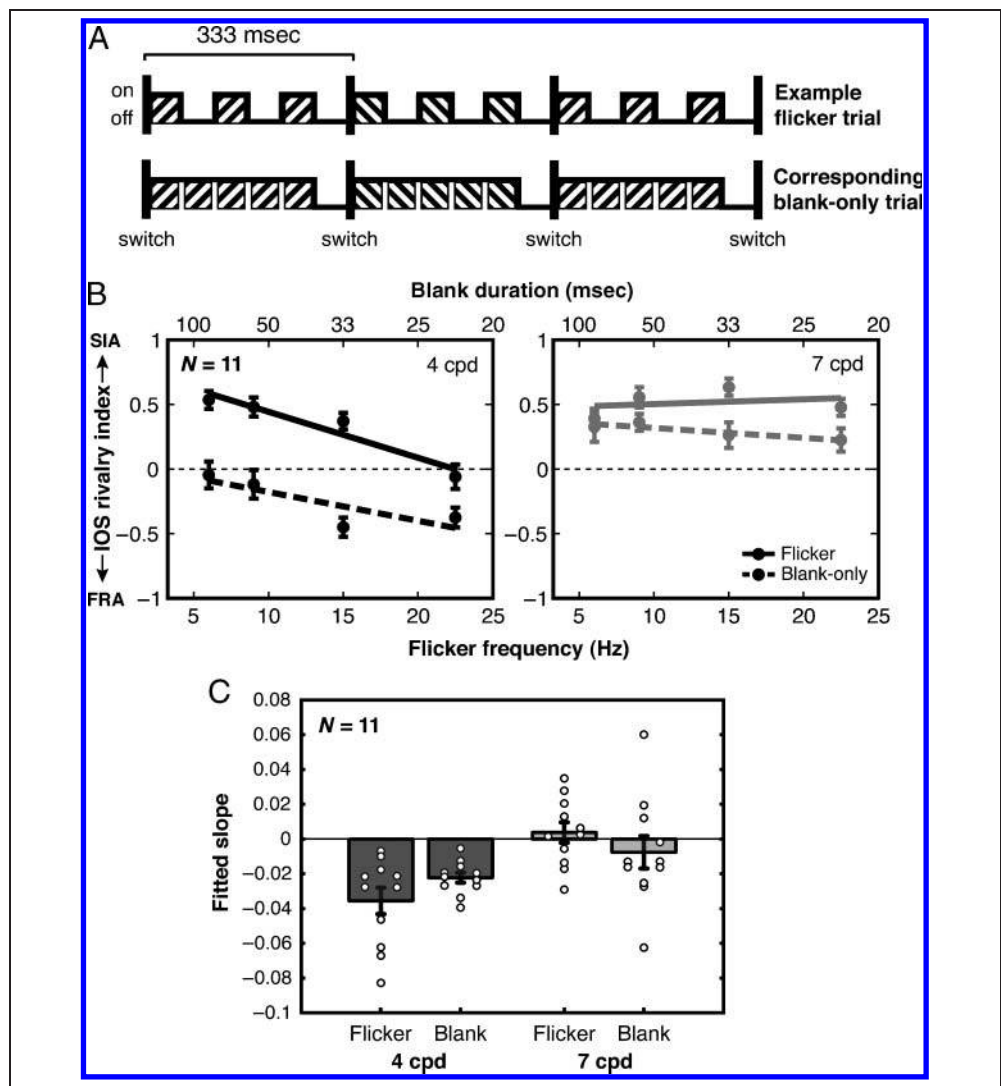 A
333 msec
on
off
Example
flicker trial
Corresponding
blank-only trial
switch switch switch switch
B
Blank duration (msec)
100 50 33 25 20 100 50 33 25 20
SIA
IOS rivalry index
FRA
1
0.5
0
−0.5
−1
N = 11
4 cpd
1
0.5
0
−0.5
−1
7 cpd
Flicker
Blank-only
5 10 15 20 25 5 10 15 20 25
Flicker frequency (Hz)
C
Fitted slope
0.08
0.06
0.04
0.02
0
−0.02
−0.04
−0.06
−0.08
−0.1
N = 11
Flicker Blank Flicker Blank
4 cpd 7 cpd